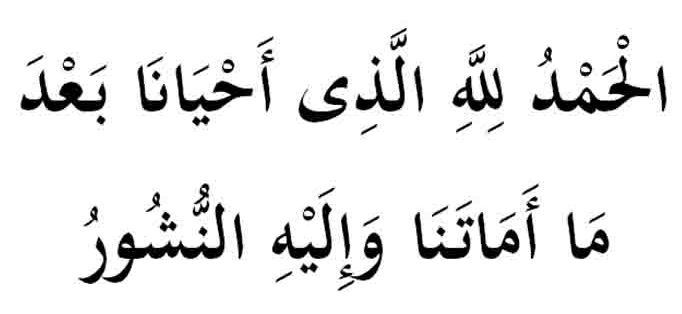 الْحَمْدُ لِلَّهِ الَّذِى أَحْيَانَا بَعْدَ
مَا أَمَاتَنَا وَإِلَيْهِ النُّشُورُ